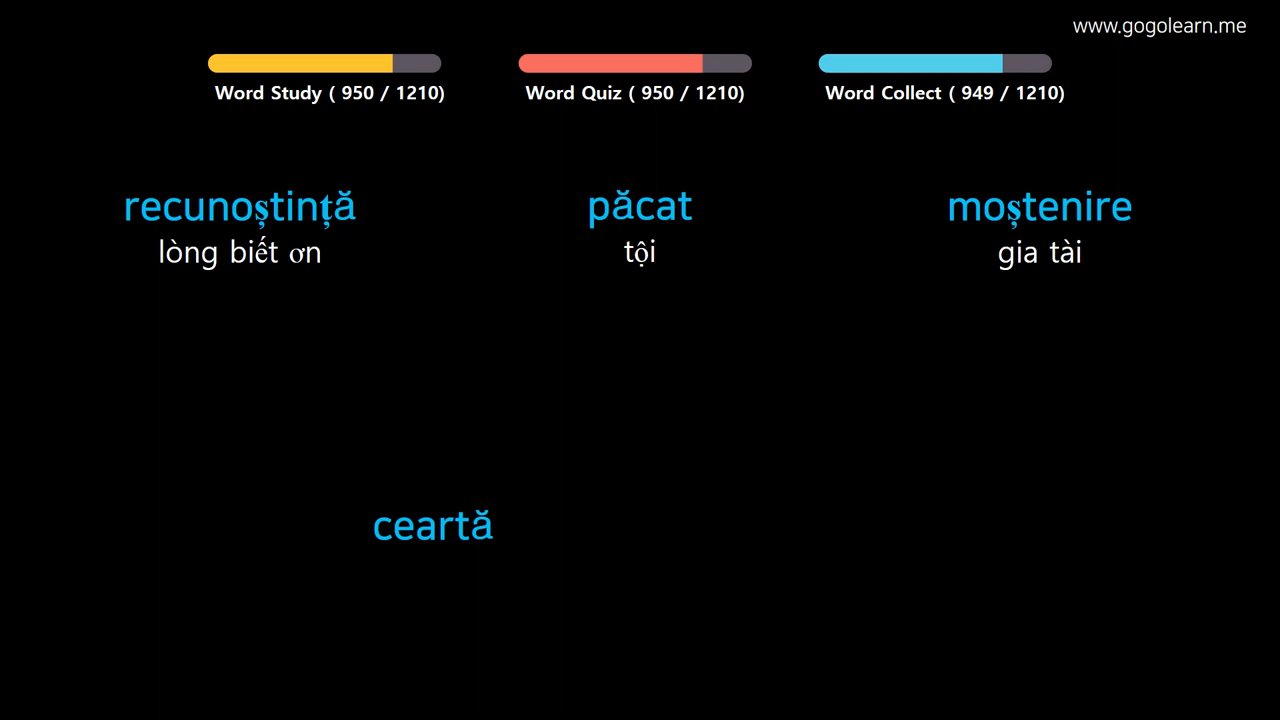 www.gogolearn.me
Word Study ( 950 / 1210)
Word Quiz ( 950 / 1210)
Word Collect ( 949 / 1210)
recunoștință
lòng biết ơn
păcat
tội
moștenire
gia tài
ceartă